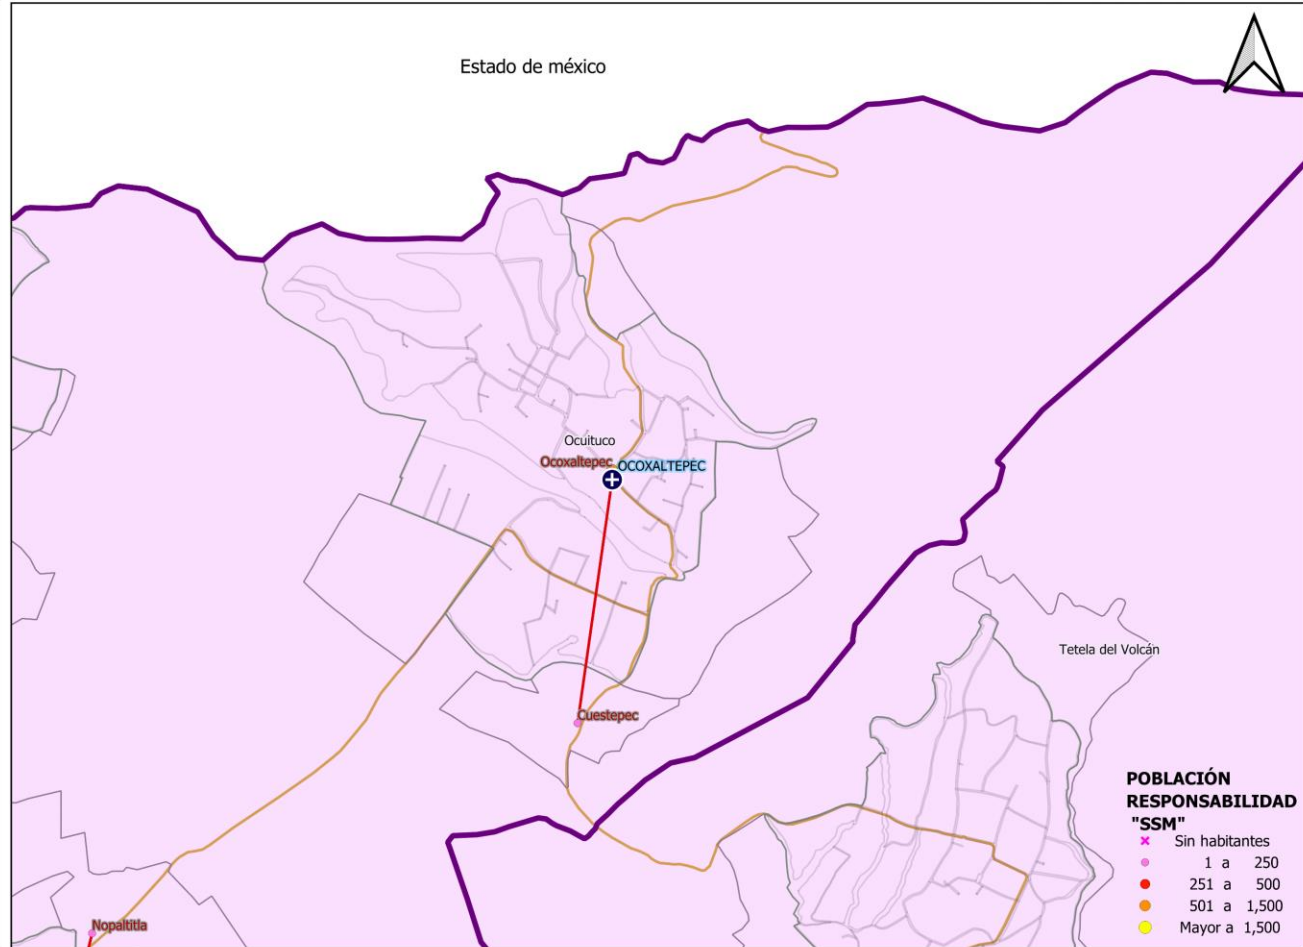 Estado de méxico
Ocuituco
Ocoxaltepec
OCOXALTEPEC
Tetela del Volcán
Cuestepec
Nopaltitla
POBLACIÓN
RESPONSABILIDAD
"SSM"
Sin habitantes
1 a 250
251 a 500
501 a 1,500
Mayor a 1,500